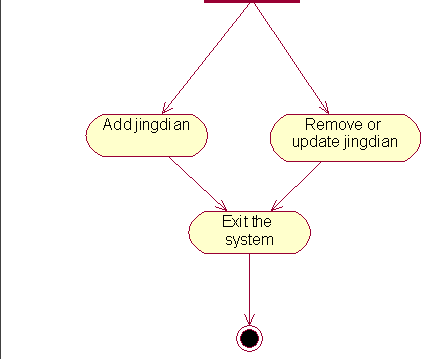 Add jingdian
Remove or
update jingdian
Exit the
system